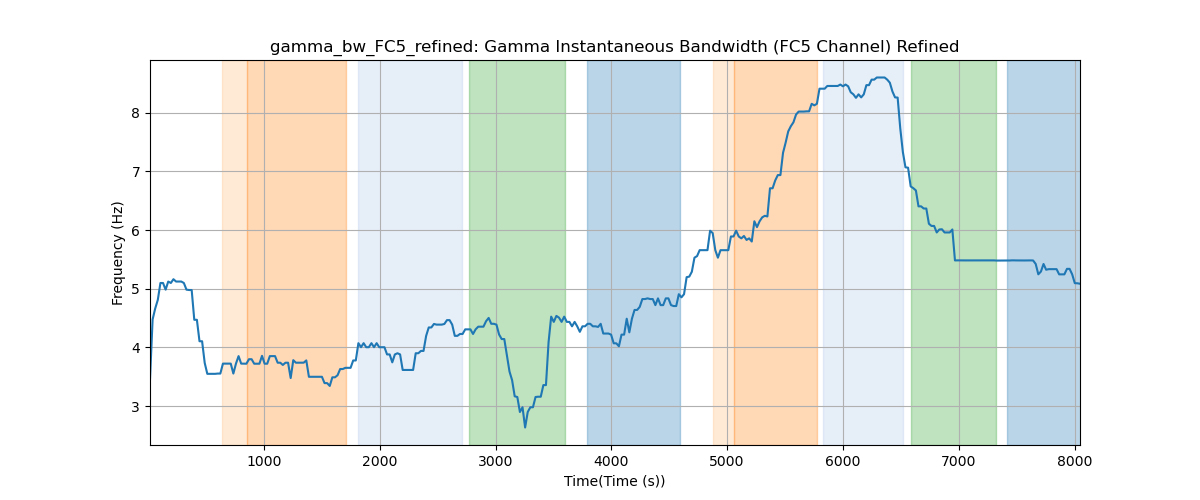 gamma_bw_FC5_refined: Gamma Instantaneous Bandwidth (FC5 Channel) Refined
Frequency (Hz)
8
7
6
5
4
3
1000 2000 3000 4000 5000 6000 7000 8000
Time(Time (s))